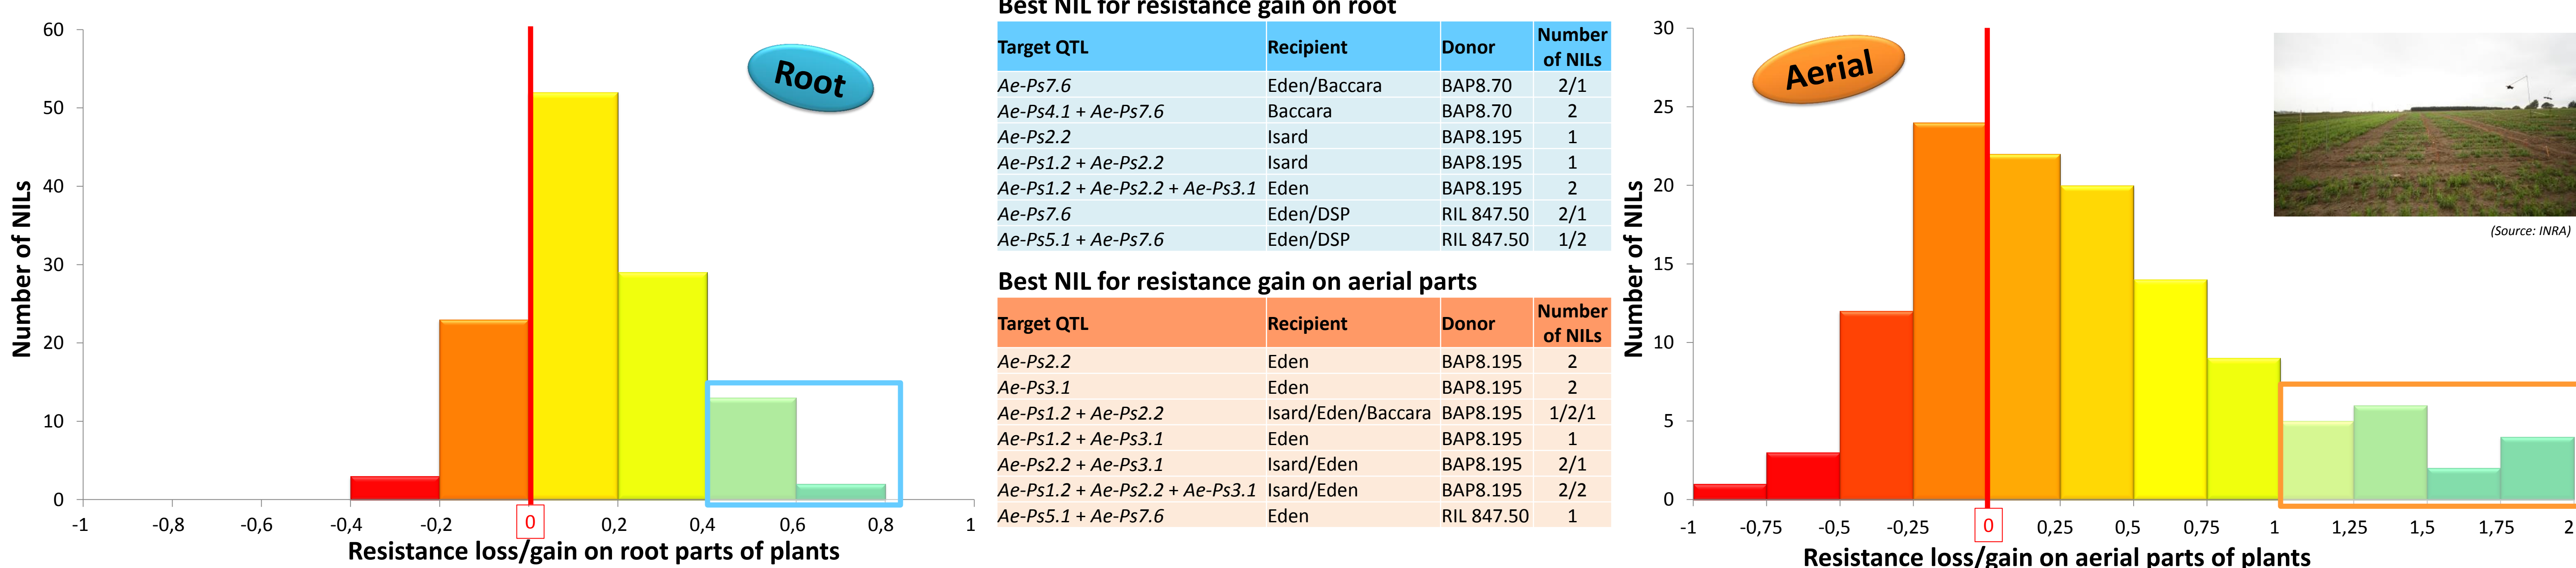 60
50
40
30
20
10
0
Number of NILs
Root
-1 -0,8 -0,6 -0,4 -0,2 0 0,2 0,4 0,6 0,8 1
Resistance loss/gain on root parts of plants
Best NIL for resistance gain on root
Target QTL Recipient Donor Number of NILs
Ae-Ps7.6 Eden/Baccara BAP8.70 2/1
Ae-Ps4.1 + Ae-Ps7.6 Baccara BAP8.70 2
Ae-Ps2.2 Isard BAP8.195 1
Ae-Ps1.2 + Ae-Ps2.2 Isard BAP8.195 1
Ae-Ps1.2 + Ae-Ps2.2 + Ae-Ps3.1 Eden BAP8.195 2
Ae-Ps7.6 Eden/DSP RIL 847.50 2/1
Ae-Ps5.1 + Ae-Ps7.6 Eden/DSP RIL 847.50 1/2
Best NIL for resistance gain on aerial parts
Target QTL Recipient Donor Number of NILs
Ae-Ps2.2 Eden BAP8.195 2
Ae-Ps3.1 Eden BAP8.195 2
Ae-Ps1.2 + Ae-Ps2.2 Isard/Eden/Baccara BAP8.195 1/2/1
Ae-Ps1.2 + Ae-Ps3.1 Eden BAP8.195 1
Ae-Ps2.2 + Ae-Ps3.1 Isard/Eden BAP8.195 2/1
Ae-Ps1.2 + Ae-Ps2.2 + Ae-Ps3.1 Isard/Eden BAP8.195 2/2
Ae-Ps5.1 + Ae-Ps7.6 Eden RIL 847.50 1
30
25
20
15
10
5
0
Number of NILs
Aerial
(Source: INRA)
-1 -0,75 -0,5 -0,25 0 0,25 0,5 0,75 1 1,25 1,5 1,75 2
Resistance loss/gain on aerial parts of plants